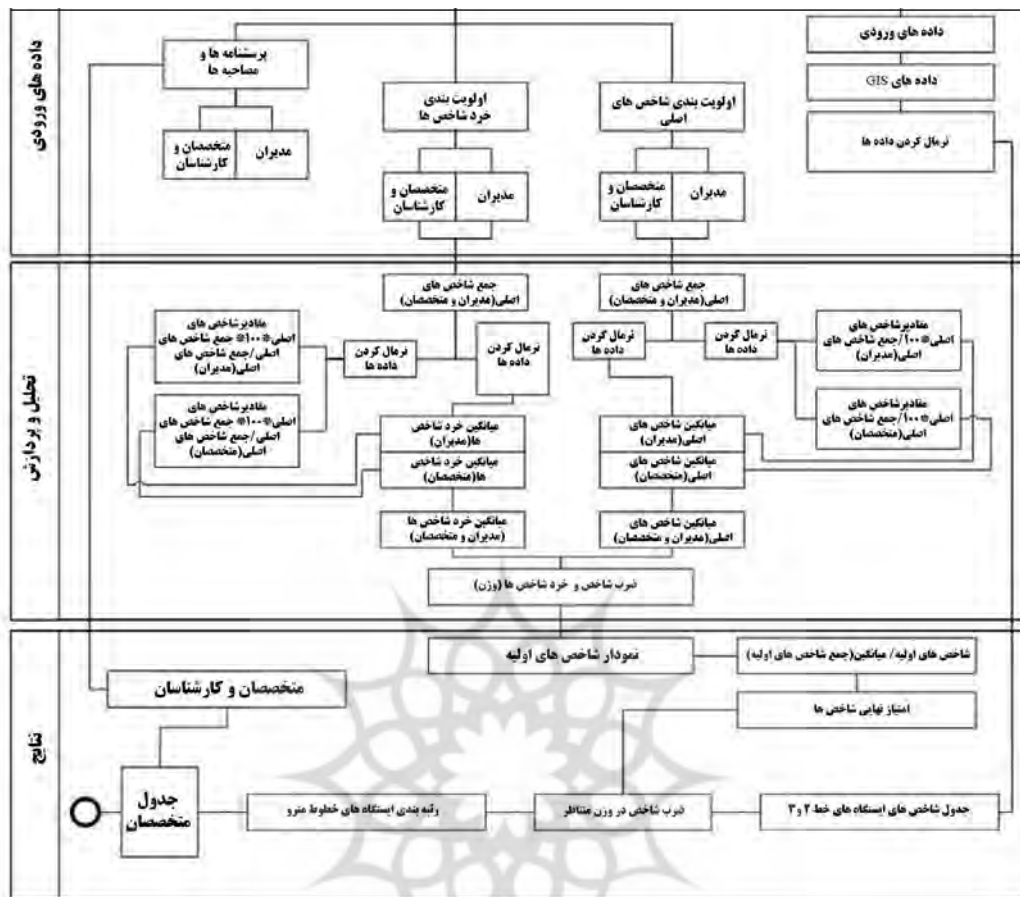 داده های ورودی
داده های ورودی
داده های GIS
نرمال کردن داده ها
اولویت بندی شاخص های
اصلی
مدیران
متخصصان و
کارشناسان
اولویت بندی
خرد شاخص ها
مدیران
متخصصان و
کارشناسان
پرسشنامه ها و
مصاحبه ها
مدیران
متخصصان و
کارشناسان
تحلیل و پردازش
جمع شاخص های
اصلی(مدیران و متخصصان)
نرمال کردن
داده ها
نرمال کردن
داده ها
مقادیرشاخص های
اصلی*۱۰۰/جمع شاخص های
اصلی(مدیران)
مقادیرشاخص های
اصلی*۱۰۰/جمع شاخص های
اصلی(متخصصان)
میانگین شاخص های
اصلی(مدیران)
میانگین شاخص های
اصلی(متخصصان)
میانگین شاخص های
اصلی(مدیران و متخصصان)
جمع شاخص های
اصلی(مدیران و متخصصان)
نرمال کردن
داده ها
نرمال کردن
داده ها
مقادیرشاخص های
اصلی*۱۰۰* جمع شاخص های
اصلی/جمع شاخص های
اصلی(مدیران)
مقادیرشاخص های
اصلی*۱۰۰* جمع شاخص های
اصلی/جمع شاخص های
اصلی(متخصصان)
میانگین خرد شاخص
ها(مدیران)
میانگین خرد شاخص
ها(متخصصان)
میانگین خرد شاخص ها
(مدیران و متخصصان)
ضرب شاخص و خرد شاخص ها (وزن)
نتایج
نمودار شاخص های اولیه
شاخص های اولیه/ میانگین(جمع شاخص های اولیه)
امتیاز نهایی شاخص ها
متخصصان و کارشناسان
جدول شاخص های ایستگاه های خط ۲ و ۳
ضرب شاخص در وزن متناظر
رتبه بندی ایستگاه های خطوط مترو
جدول
متخصصان